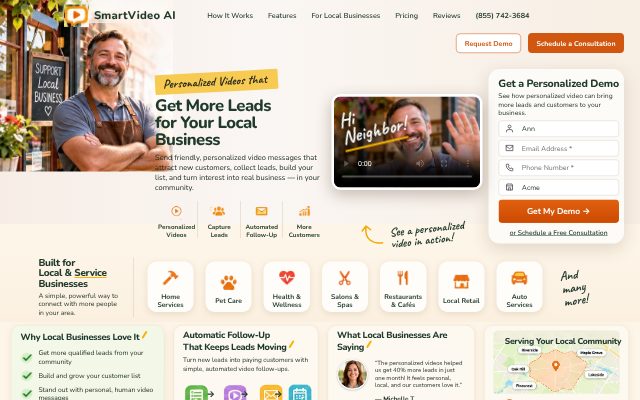 SmartVideo AI
How It Works
Features
For Local Businesses
Pricing
Reviews
(855) 742-3684
Request Demo
Schedule a Consultation
SUPPORT
Local
BUSINESS
Personalized Videos that
Get More Leads
for Your Local
Business
Send friendly, personalized video messages that
attract new customers, collect leads, build your
list, and turn interest into real business — in your
community.
Personalized
Videos
Capture
Leads
Automated
Follow-Up
More
Customers
Hi
Neighbor!
0:00
See a personalized
video in action!
Get a Personalized Demo
See how personalized video can bring
more leads and customers to your
business.
Ann
Email Address *
Phone Number *
Acme
Get My Demo →
or Schedule a Free Consultation
Built for
Local & Service
Businesses
A simple, powerful way to
connect with more people
in your area.
Home
Services
Pet Care
Health &
Wellness
Salons &
Spas
Restaurants
& Cafés
Local Retail
Auto
Services
And
many
more!
Why Local Businesses Love It
Get more qualified leads from your
community
Build and grow your customer list
Stand out with personal, human video
messages
Automatic Follow-Up
That Keeps Leads Moving
Turn new leads into paying customers with
simple, automated video follow-ups.
What Local Businesses Are
Saying
"The personalized videos helped
us get 40% more leads in just
one month! It feels personal,
local, and our customers love it."
— Michelle T.
Serving Your Local Community
Riverside
Maple Grove
Oak Hill
Lakeside
Pinecrest